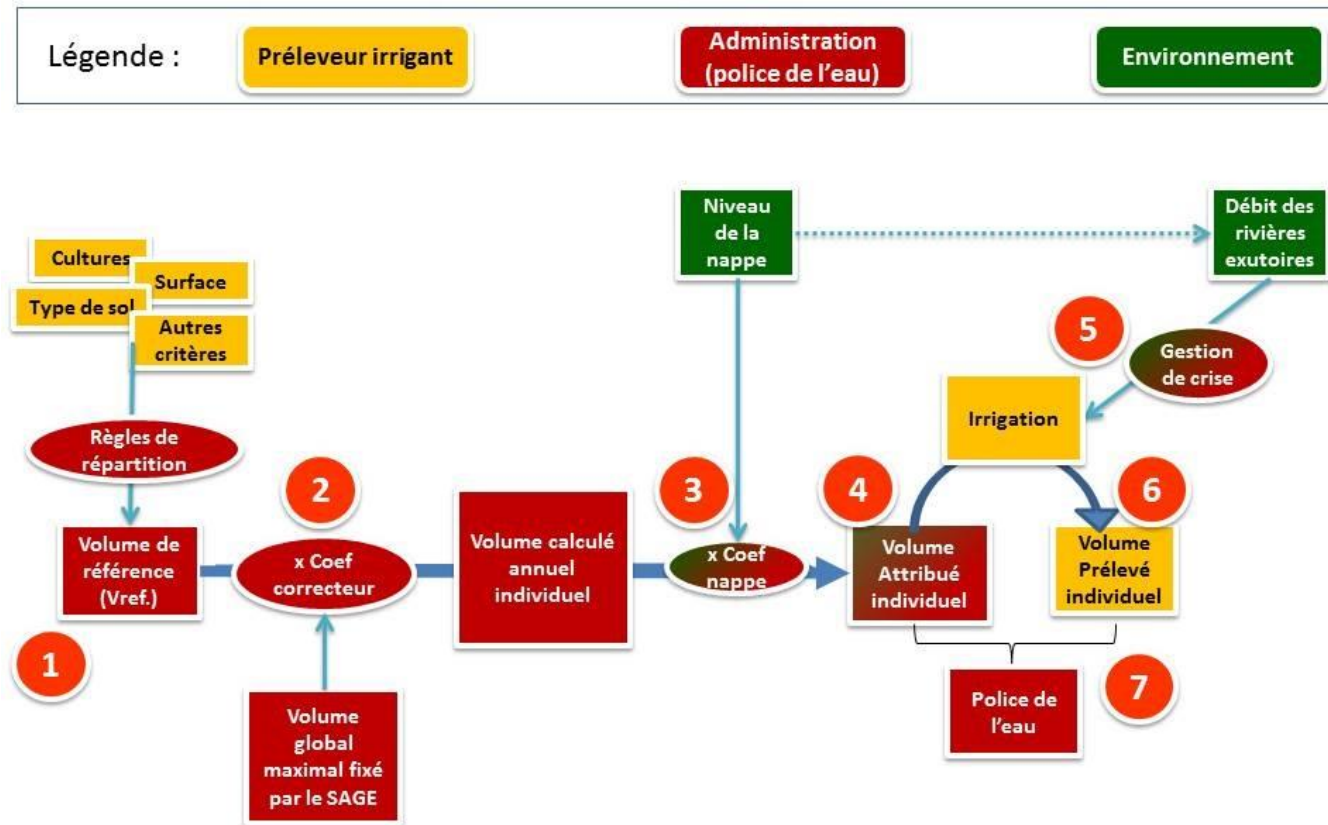 Légende :
Préleveur irrigant
Administration
(police de l'eau)
Environnement
Niveau
de la
nappe
Débit des
rivières
exutoires
Cultures
Surface
Type de sol
Autres
critères
5
Gestion
de crise
Irrigation
Règles de
répartition
2
3
4
6
Volume de
référence
(Vref.)
x Coef
correcteur
Volume calculé
annuel
individuel
x Coef
nappe
Volume
Attribué
individuel
Volume
Prélevé
individuel
1
7
Police de
l'eau
Volume
global
maximal fixé
par le SAGE